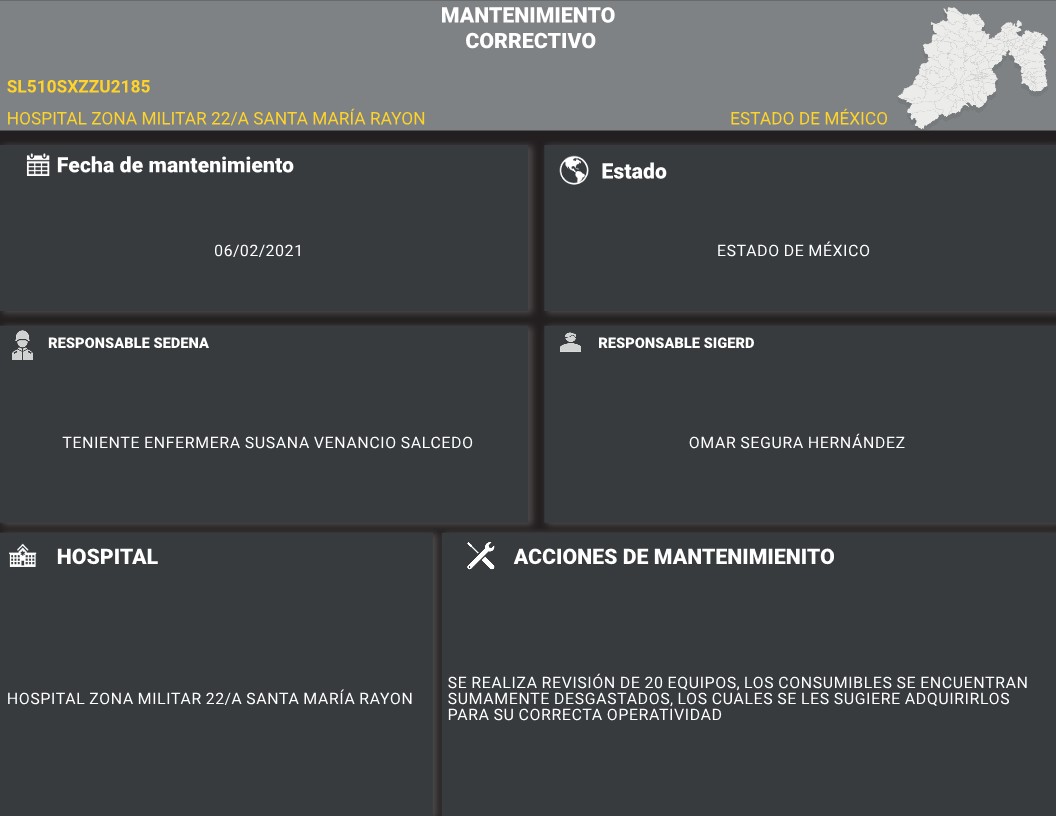 MANTENIMIENTO
CORRECTIVO
SL510SXZZU2185
HOSPITAL ZONA MILITAR 22/A SANTA MARÍA RAYON
ESTADO DE MÉXICO
Fecha de mantenimiento
Estado
06/02/2021
ESTADO DE MÉXICO
RESPONSABLE SEDENA
RESPONSABLE SIGERD
TENIENTE ENFERMERA SUSANA VENANCIO SALCEDO
OMAR SEGURA HERNÁNDEZ
HOSPITAL
ACCIONES DE MANTENIMIENITO
HOSPITAL ZONA MILITAR 22/A SANTA MARÍA RAYON
SE REALIZA REVISIÓN DE 20 EQUIPOS, LOS CONSUMIBLES SE ENCUENTRAN
SUMAMENTE DESGASTADOS, LOS CUALES SE LES SUGIERE ADQUIRIRLOS
PARA SU CORRECTA OPERATIVIDAD